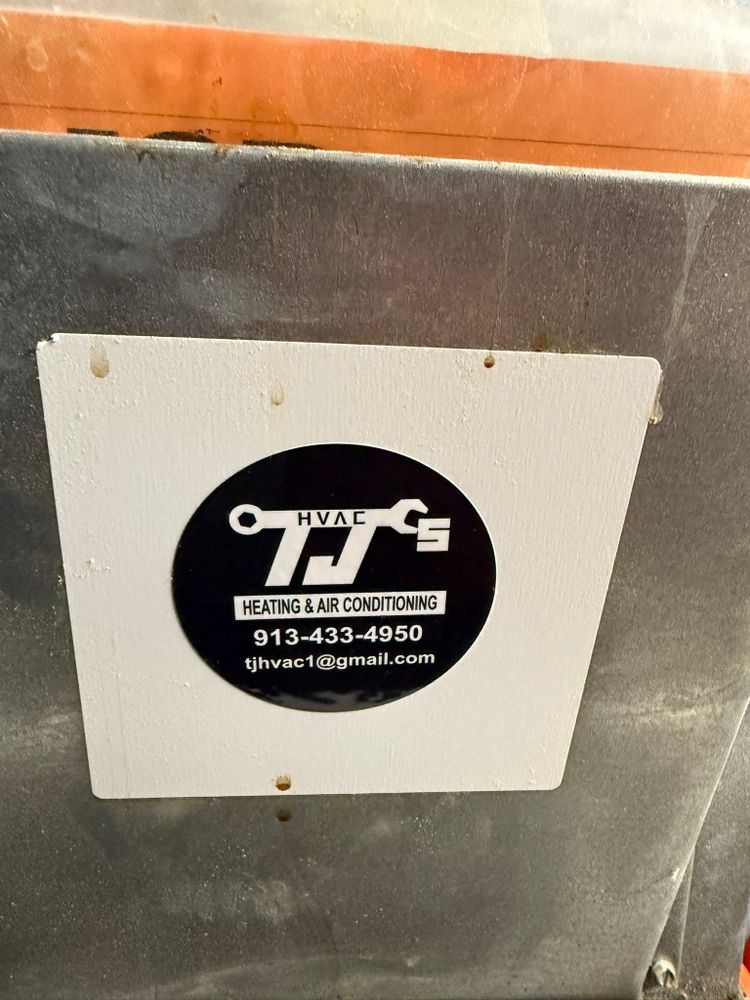 HVAC
TJ'S
HEATING & AIR CONDITIONING
913-433-4950
tjhvac1@gmail.com